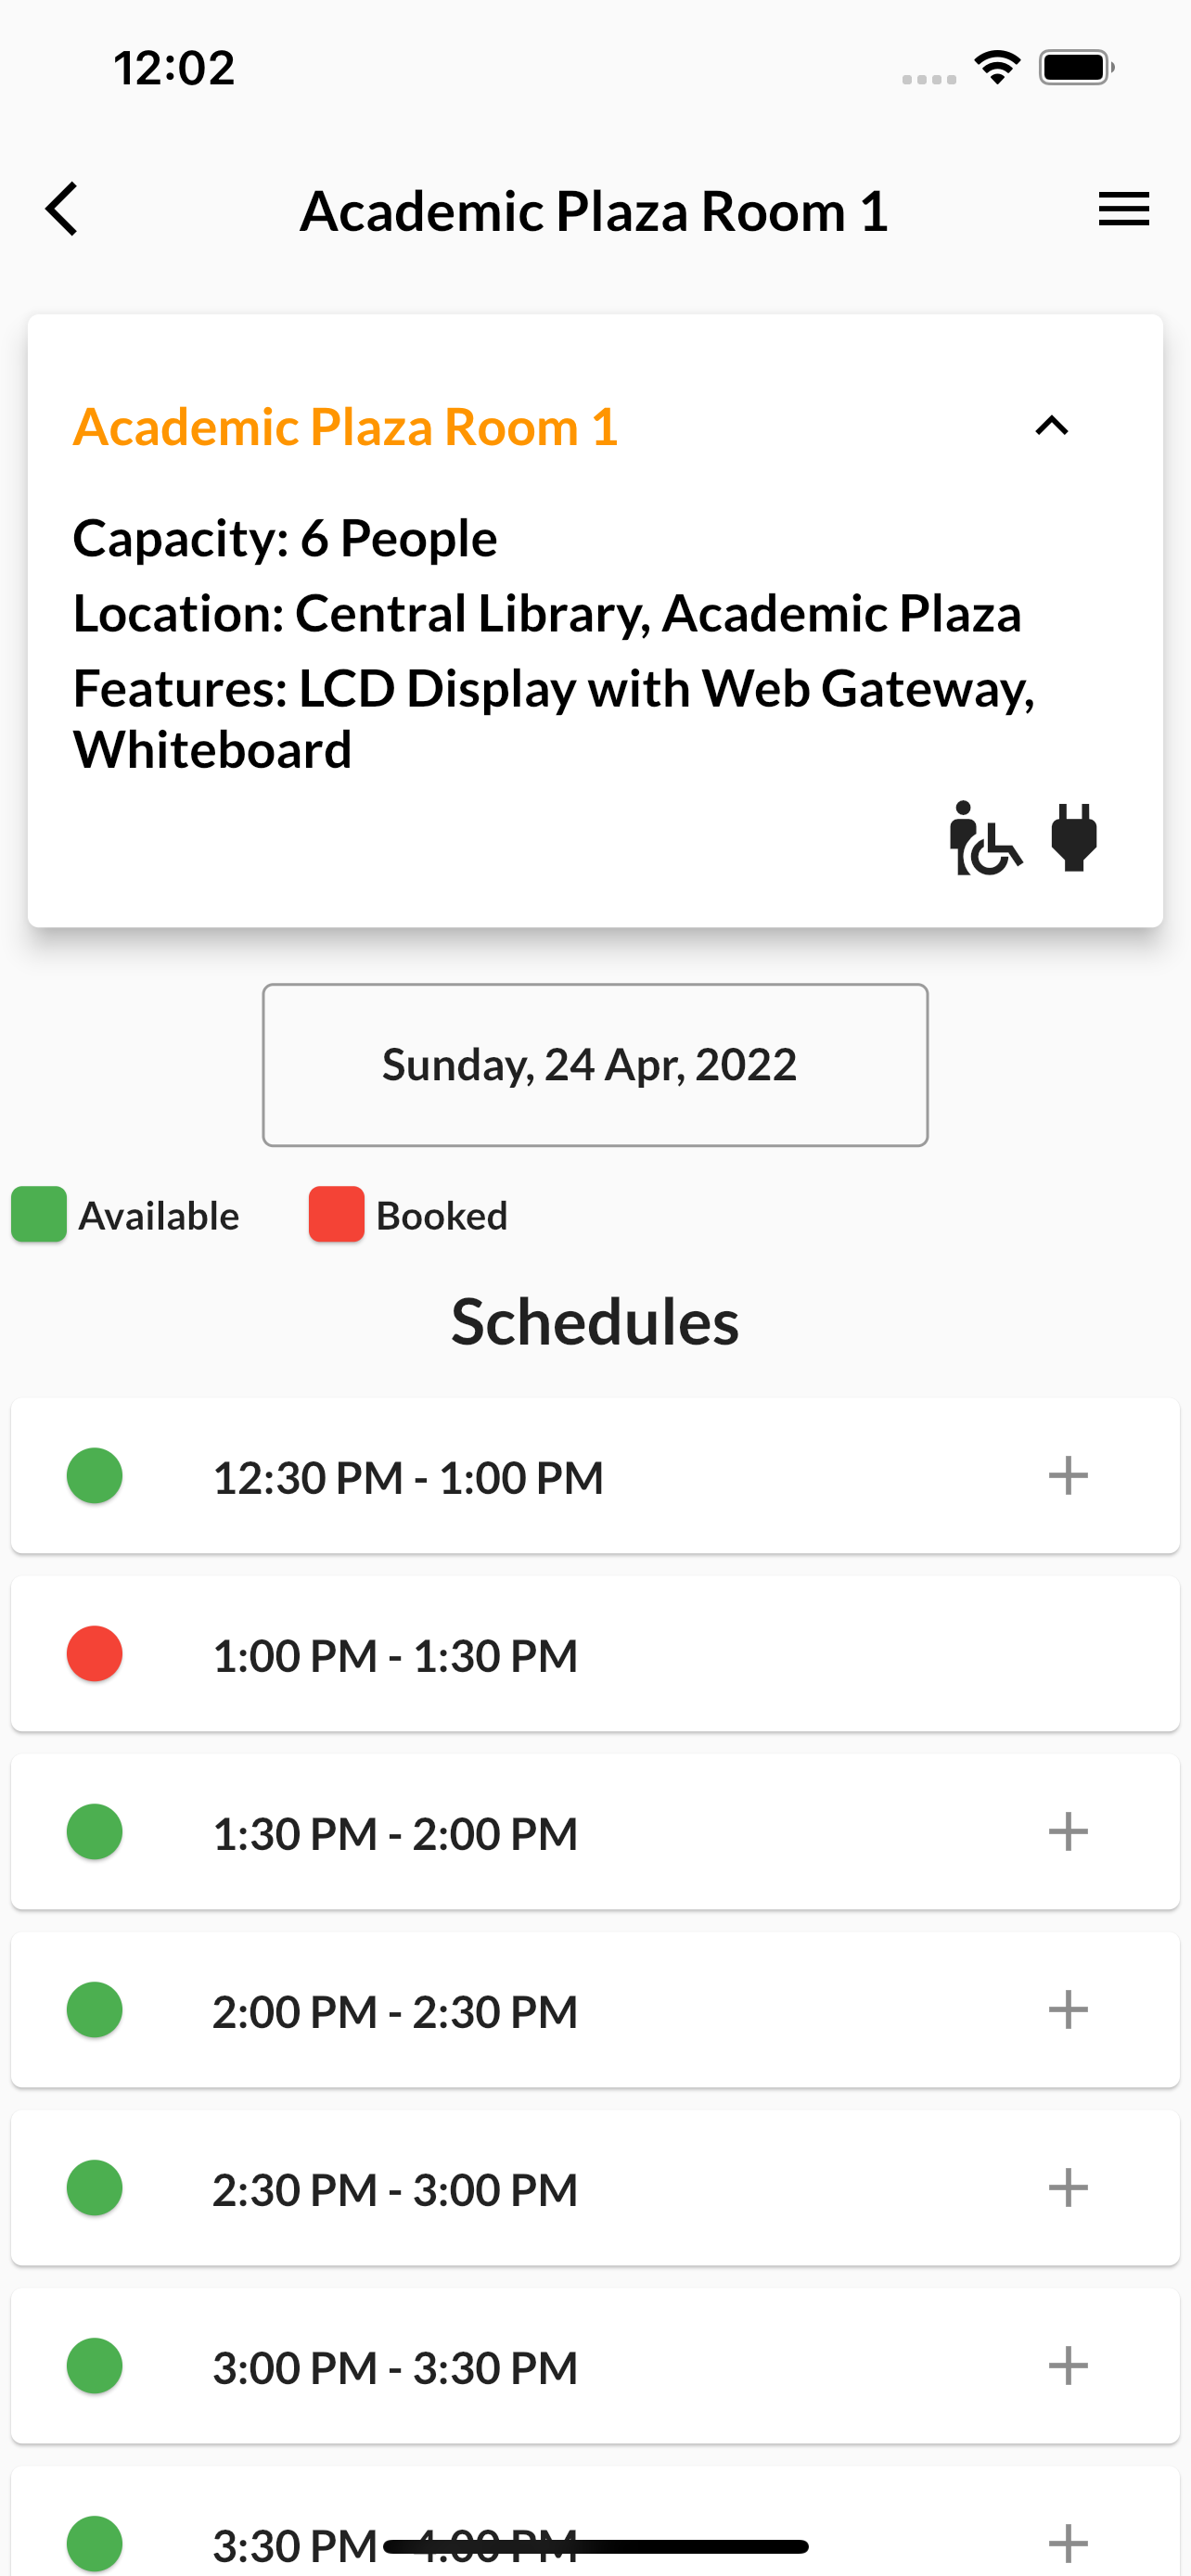 12:02
Academic Plaza Room 1
Academic Plaza Room 1
Capacity: 6 People
Location: Central Library, Academic Plaza
Features: LCD Display with Web Gateway,
Whiteboard
Sunday, 24 Apr, 2022
Available
Booked
Schedules
12:30 PM - 1:00 PM
1:00 PM - 1:30 PM
1:30 PM - 2:00 PM
2:00 PM - 2:30 PM
2:30 PM - 3:00 PM
3:00 PM - 3:30 PM
3:30 PM - 4:00 PM